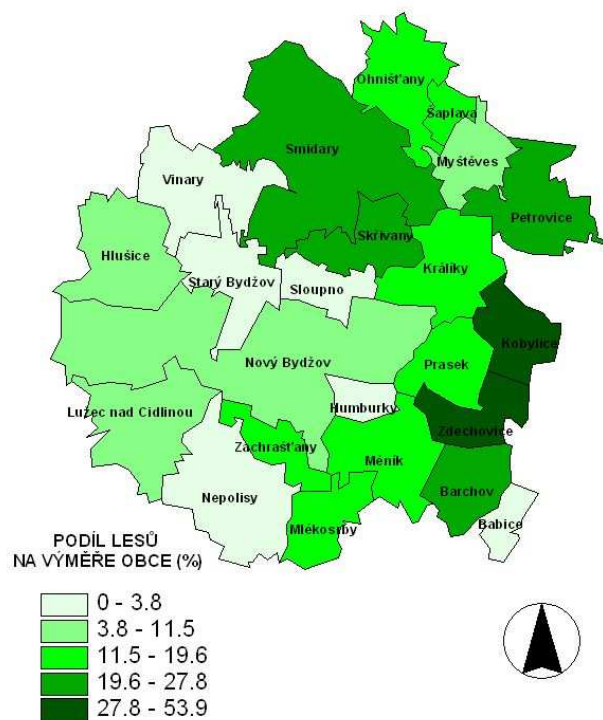 Ohnišťany
Šaplava
Smidary
Myštěves
Vinary
Petrovice
Skřivany
Hlušice
Králíky
Starý Bydžov
Sloupno
Kobylice
Nový Bydžov
Prasek
Humburky
Lužec nad Cidlinou
Zdechovice
Zachrašťany
Měník
Nepolisy
Barchov
Mlékosrby
Babice
PODÍL LESŮ
NA VÝMĚŘE OBCE (%)
0 - 3.8
3.8 - 11.5
11.5 - 19.6
19.6 - 27.8
27.8 - 53.9